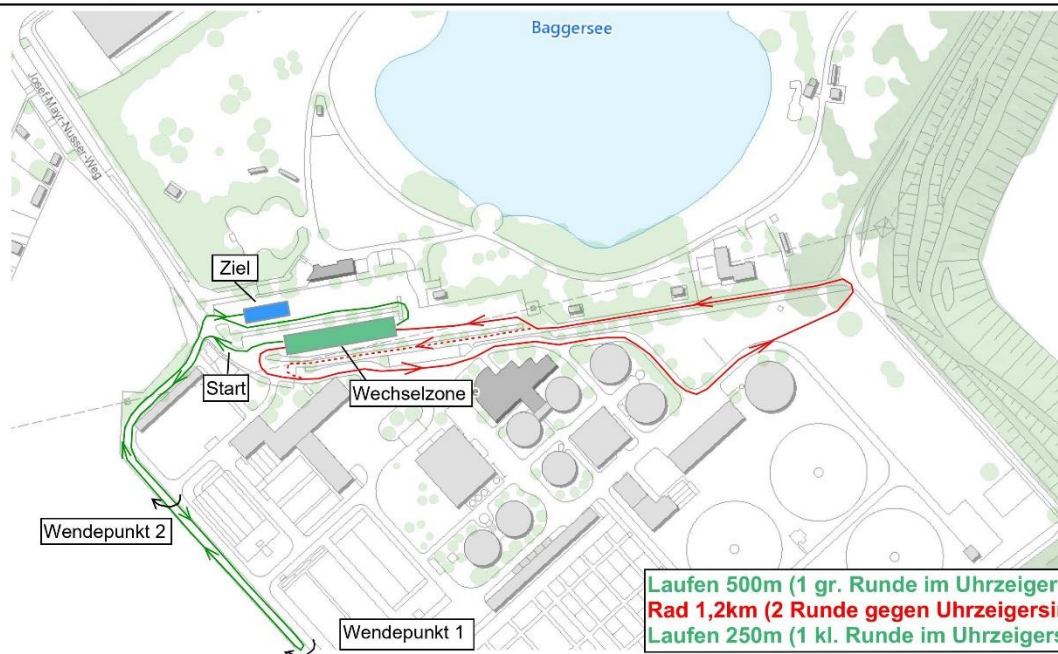 Baggersee
Josef-Mayr-Nusser-Weg
Ziel
Start
Wechselzone
Wendepunkt 2
Wendepunkt 1
Laufen 500m (1 gr. Runde im Uhrzeiger
Rad 1,2km (2 Runde gegen Uhrzeigersi
Laufen 250m (1 kl. Runde im Uhrzeigers